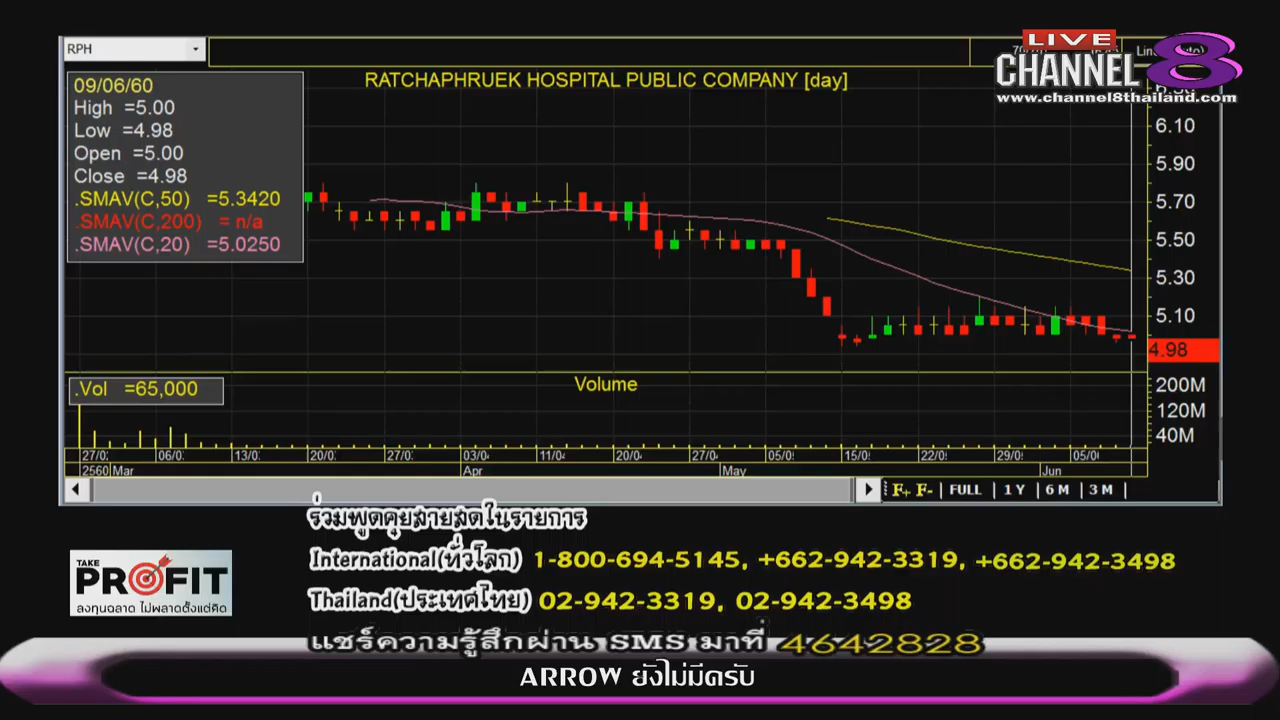 RPH
LIVE
CHANNEL 8
www.channel8thailand.com
RATCHAPHRUEK HOSPITAL PUBLIC COMPANY [day]
09/06/60
High =5.00
Low =4.98
Open =5.00
Close =4.98
.SMAV(C,50) =5.3420
.SMAV(C,200) = n/a
.SMAV(C,20) =5.0250
6.10
5.90
5.70
5.50
5.30
5.10
4.98
.Vol =65,000
Volume
200M
120M
40M
27/0 06/0 13/0 20/0 27/0 03/0 11/0 20/0 27/0 05/0 15/0 22/0 29/0 05/0
2560 Mar Apr May Jun
F+ F- FULL 1 Y 6 M 3 M
ร่วมพูดคุยสายสดในรายการ
International(ทั่วโลก) 1-800-694-5145, +662-942-3319, +662-942-3498
Thailand(ประเทศไทย) 02-942-3319, 02-942-3498
แชร์ความรู้สึกผ่าน SMS มาที่ 4642828
TAKE
PROFIT
ลงทุนฉลาด ไม่พลาดตั้งแต่คิด
ARROW ยังไม่มีครับ